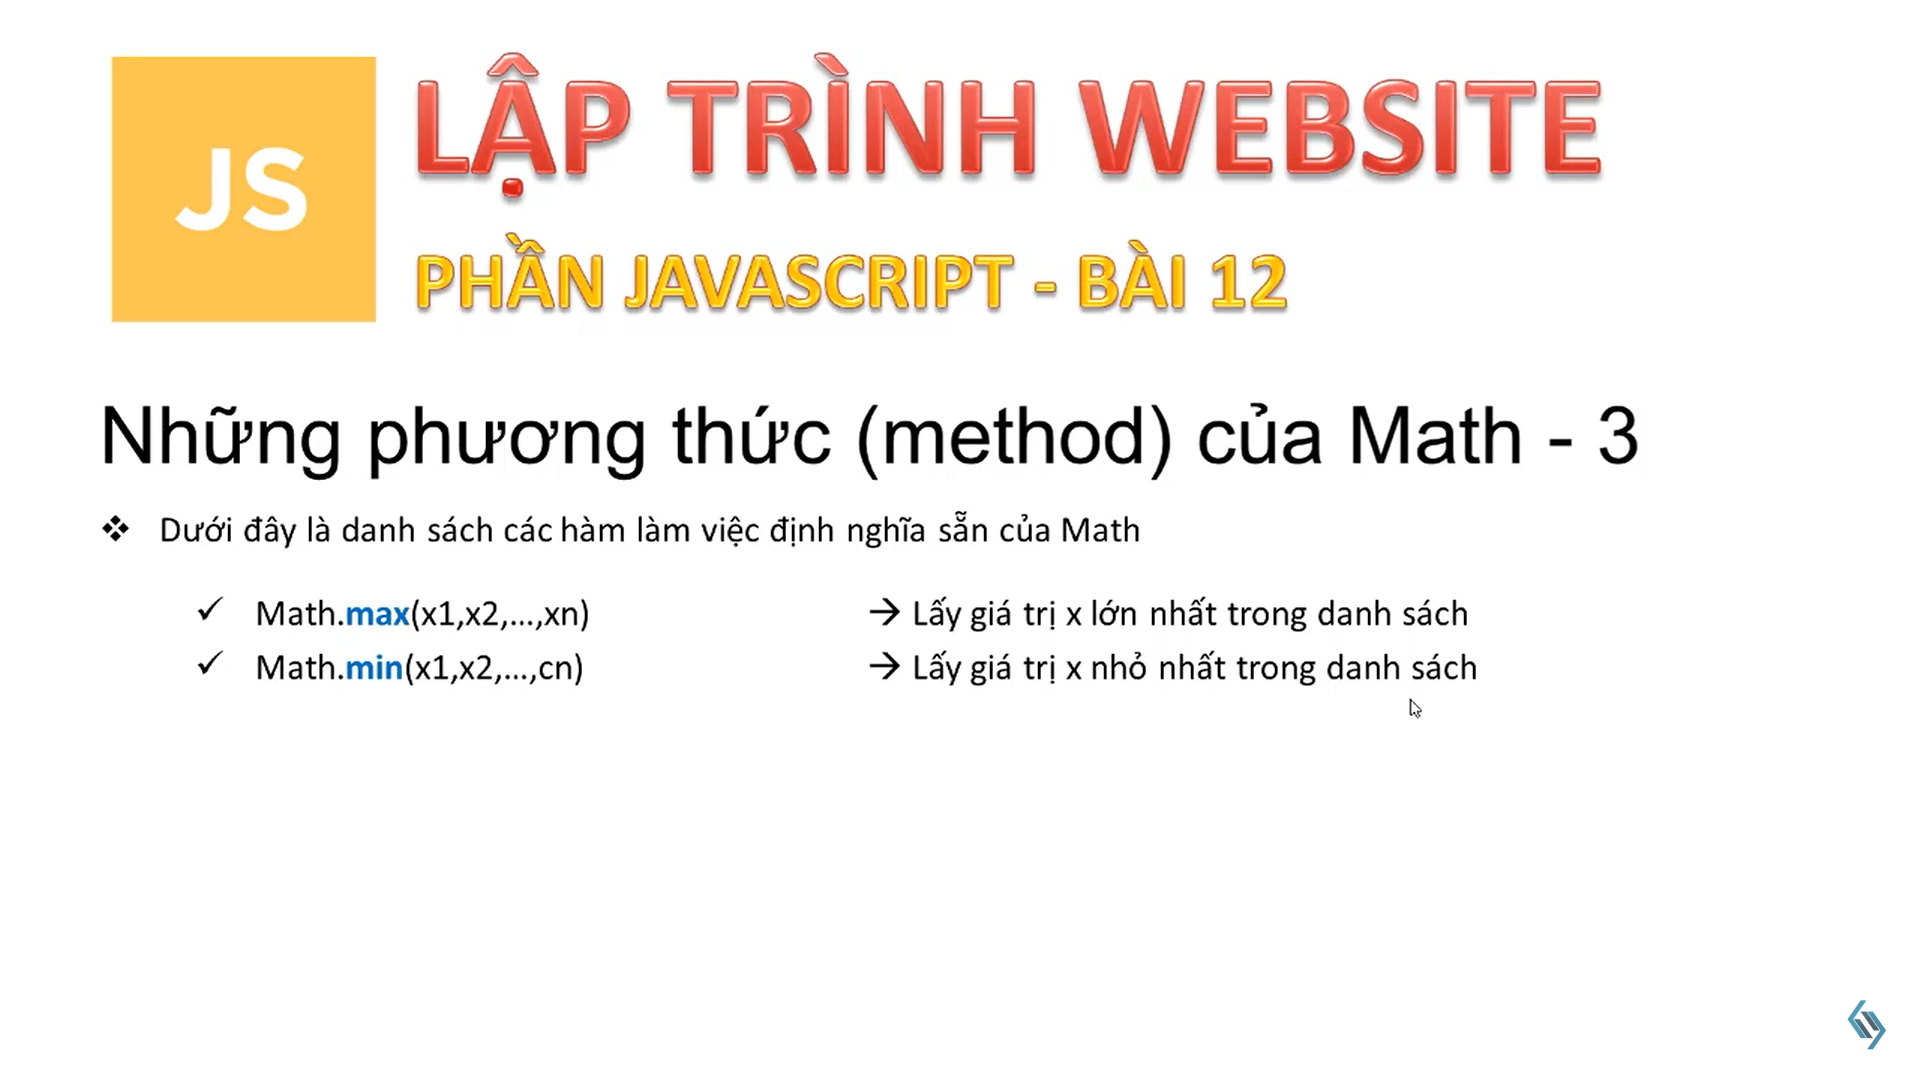 JS
LẬP TRÌNH WEBSITE
PHẦN JAVASCRIPT - BÀI 12
Những phương thức (method) của Math - 3
❖ Dưới đây là danh sách các hàm làm việc định nghĩa sẵn của Math
✓ Math.max(x1,x2,...,xn) → Lấy giá trị x lớn nhất trong danh sách
✓ Math.min(x1,x2,...,cn) → Lấy giá trị x nhỏ nhất trong danh sách